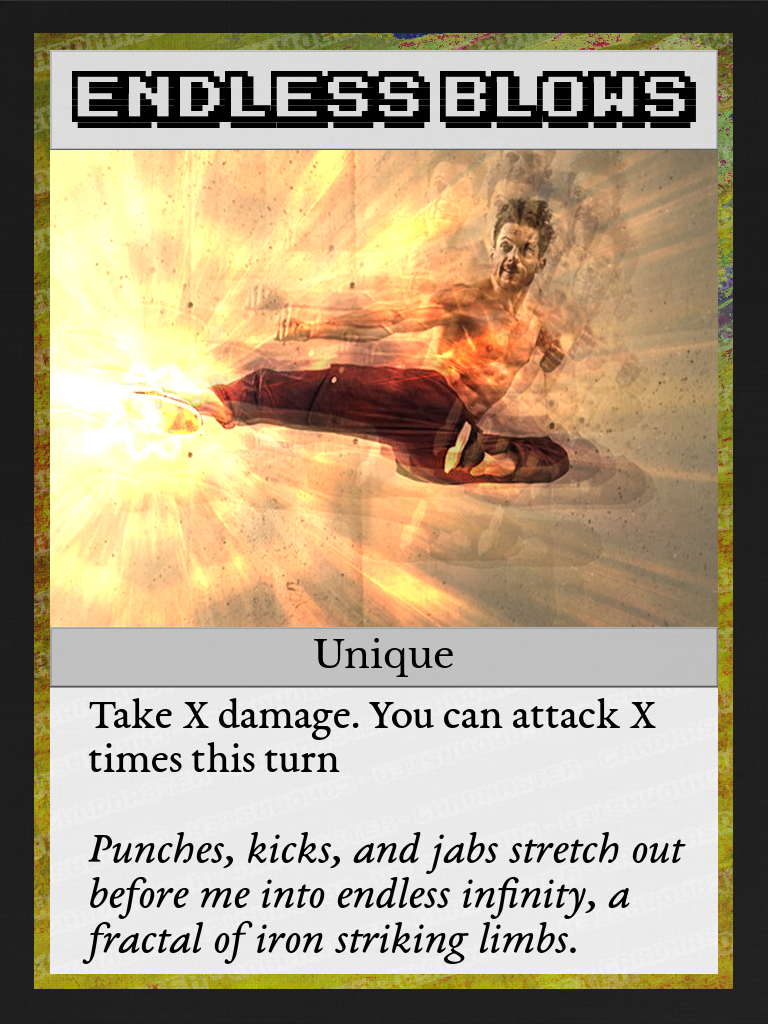 ENDLESS BLOWS
Unique
Take X damage. You can attack X
times this turn
Punches, kicks, and jabs stretch out
before me into endless infinity, a
fractal of iron striking limbs.